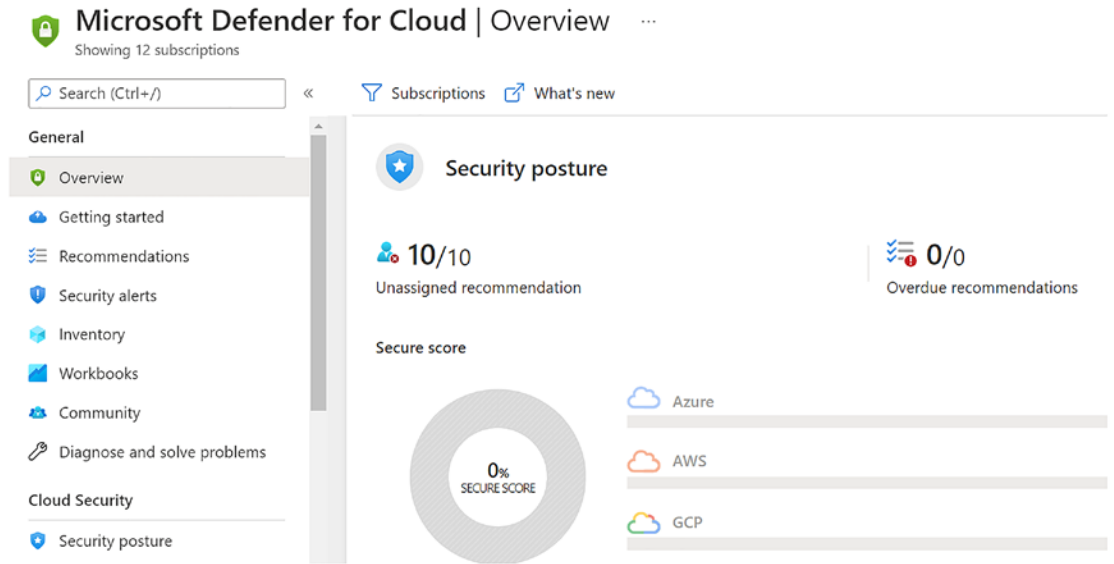 Microsoft Defender for Cloud | Overview ...
Showing 12 subscriptions
Search (Ctrl+/)
«
Subscriptions
What's new
General
Overview
Getting started
Recommendations
Security alerts
Inventory
Workbooks
Community
Diagnose and solve problems
Cloud Security
Security posture
Security posture
10/10
Unassigned recommendation
0/0
Overdue recommendations
Secure score
0%
SECURE SCORE
Azure
AWS
GCP